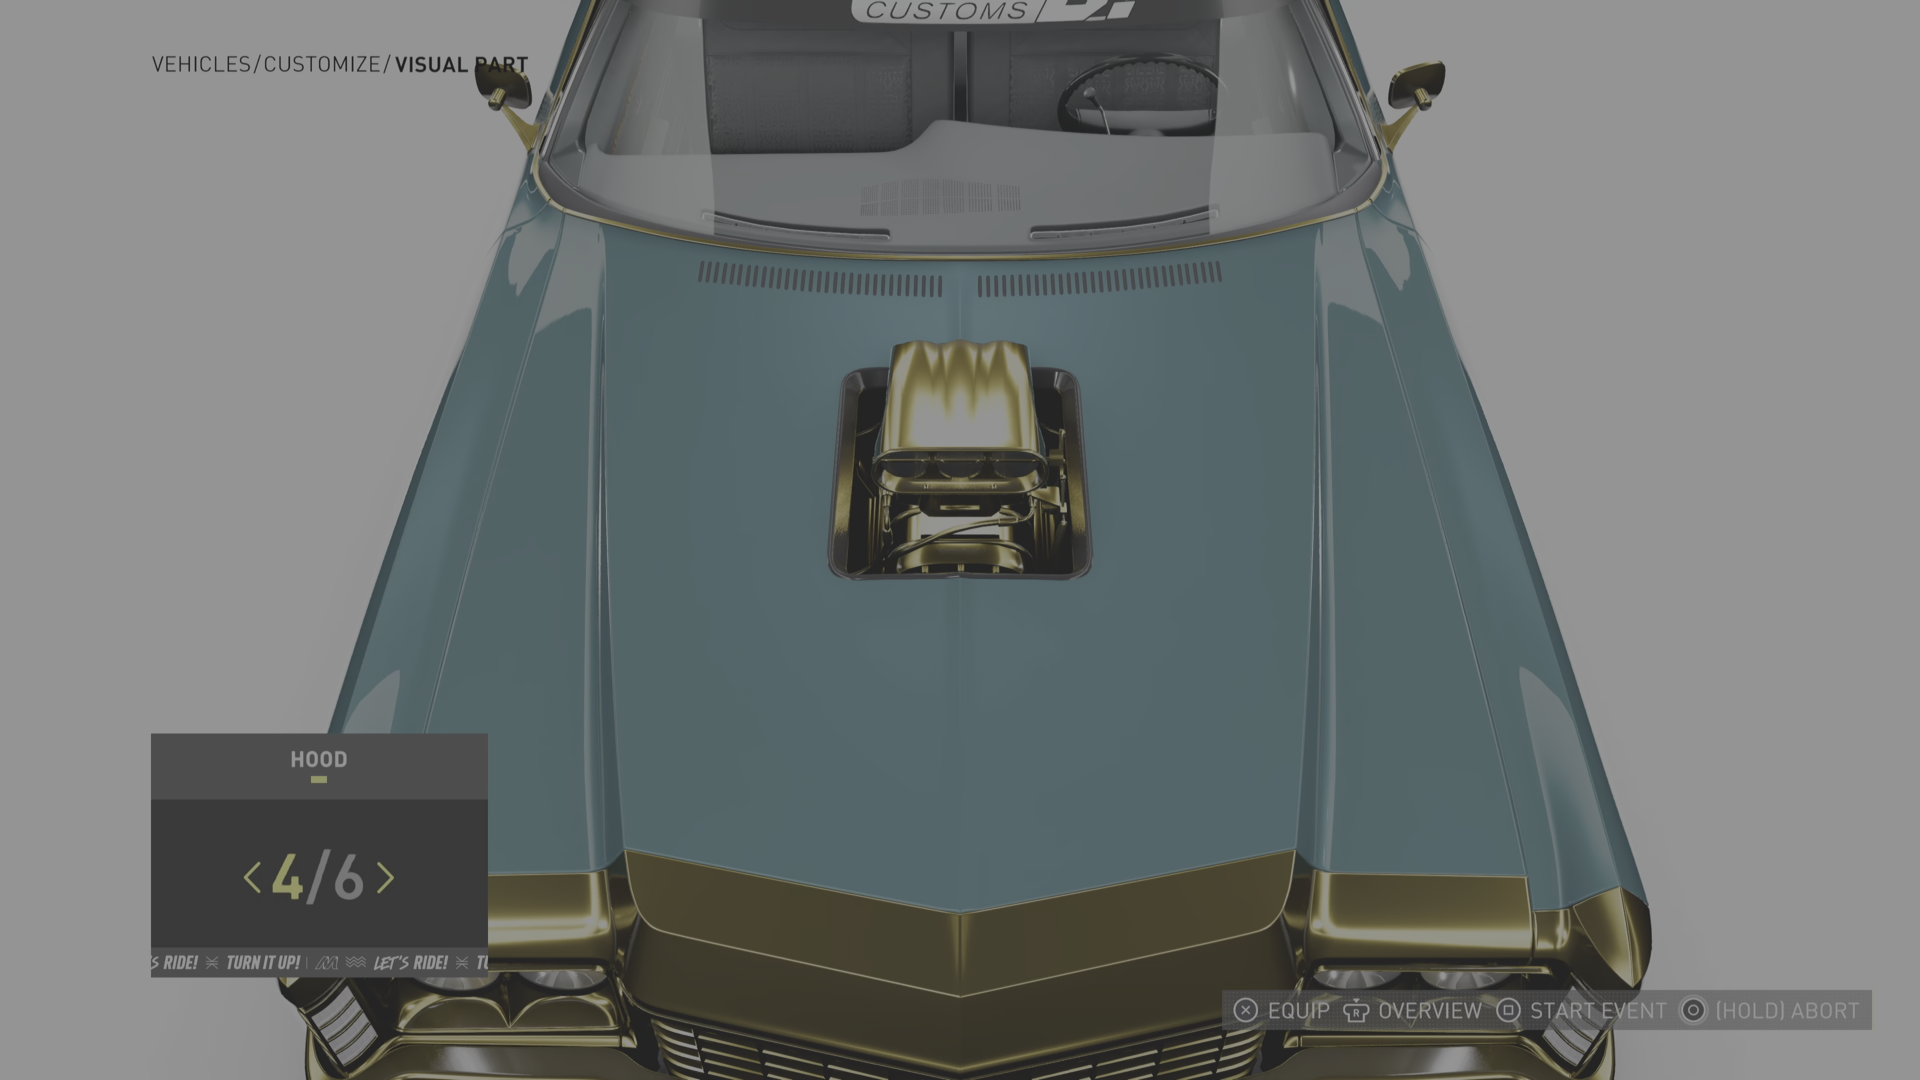 CUSTOMS
VEHICLES/CUSTOMIZE/VISUAL PART
HOOD
4/6
'S RIDE! TURN IT UP! LET'S RIDE! TU
EQUIP R OVERVIEW START EVENT (HOLD) ABORT